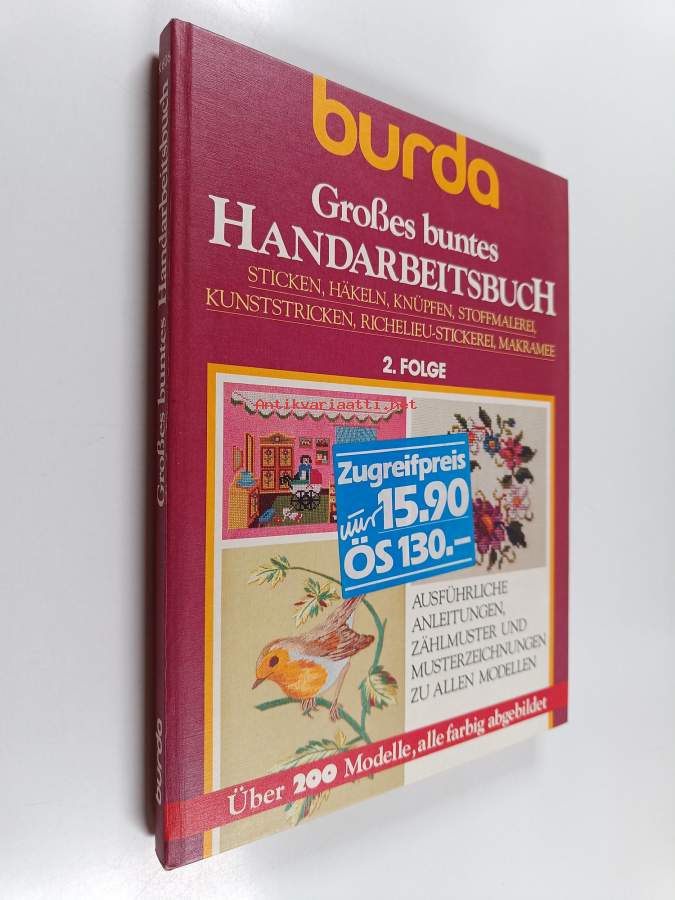 burda
Großes buntes
HANDARBEITSBUCH
STICKEN, HÄKELN, KNÜPFEN, STOFFMALEREI,
KUNSTSTRICKEN, RICHELIEU-STICKEREI, MAKRAMEE
2. FOLGE
Antikvariaatti.net
Zugreifpreis
nur 15.90
ÖS 130.–
AUSFÜHRLICHE
ANLEITUNGEN,
ZÄHLMUSTER UND
MUSTERZEICHNUNGEN
ZU ALLEN MODELLEN
Über 200 Modelle, alle farbig abgebildet
Großes buntes Handarbeitsbuch
burda